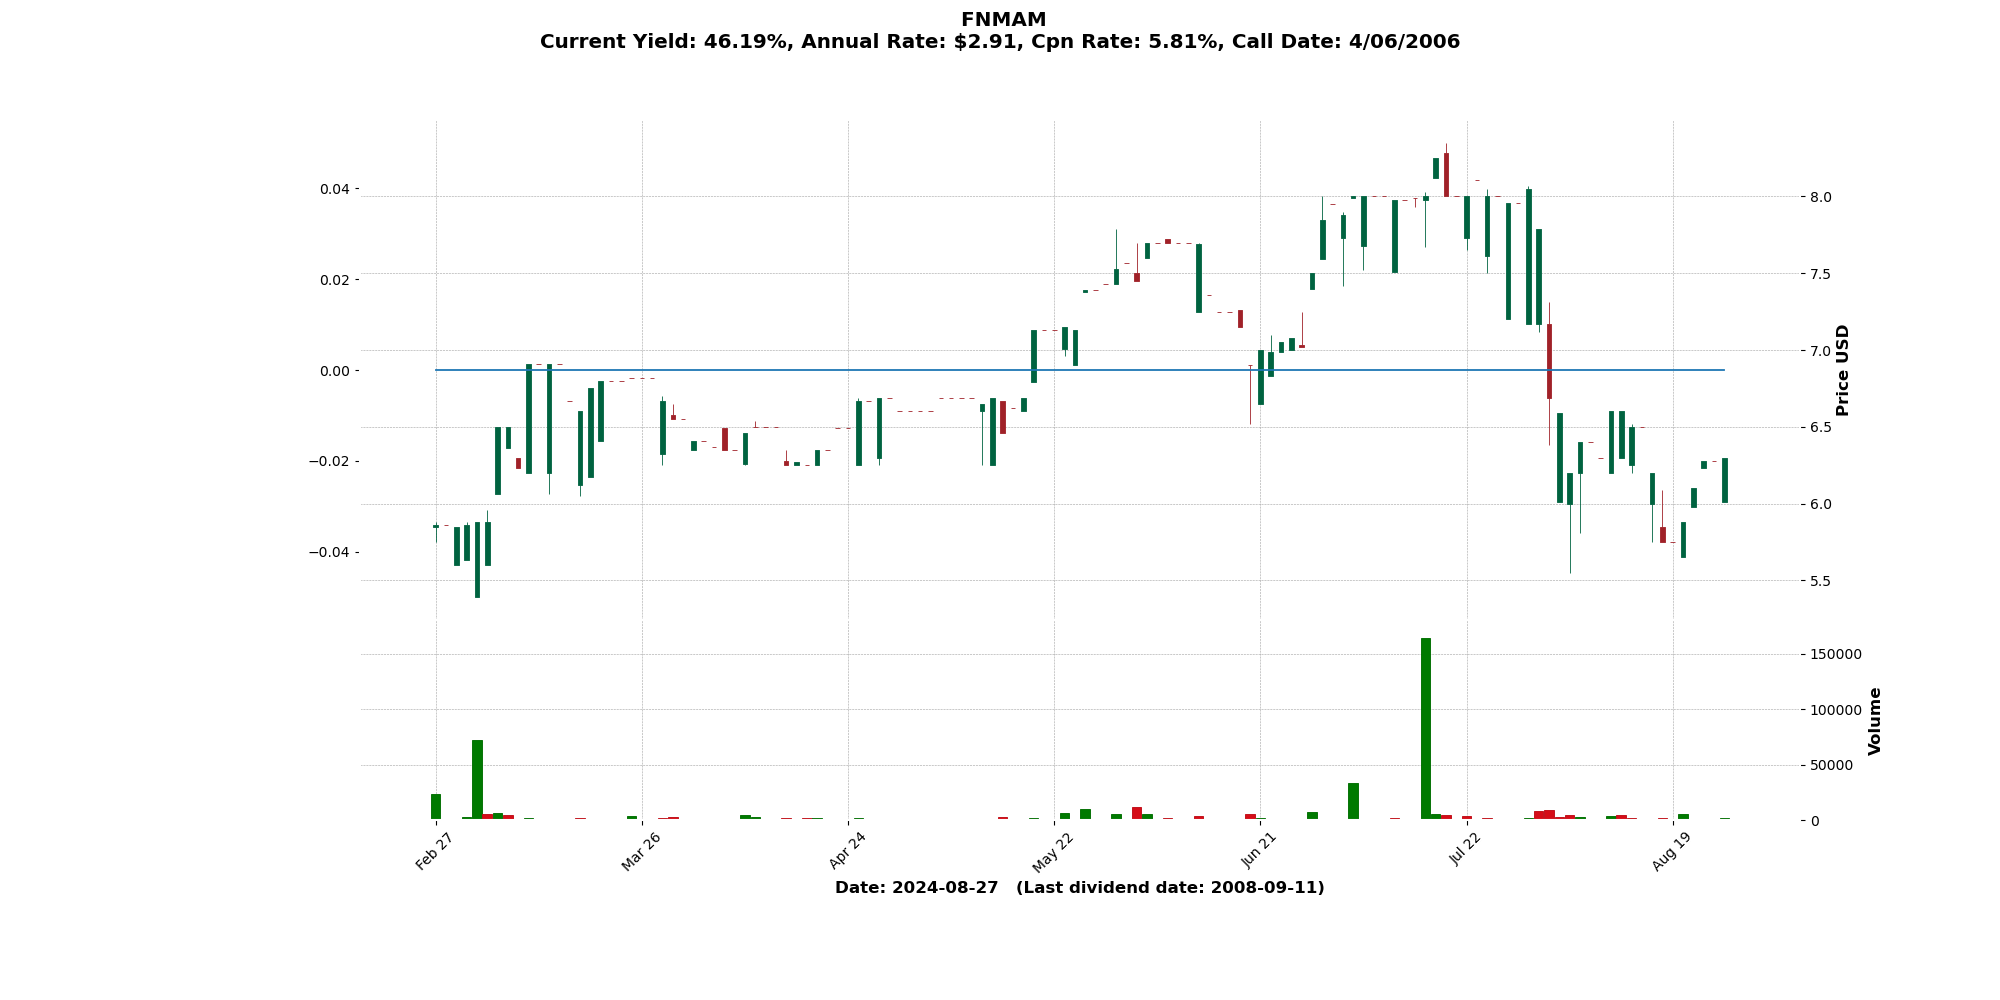 FNMAM
Current Yield: 46.19%, Annual Rate: $2.91, Cpn Rate: 5.81%, Call Date: 4/06/2006
0.04
0.02
0.00
−0.02
−0.04
8.0
7.5
7.0
6.5
6.0
5.5
Price USD
150000
100000
50000
0
Volume
Feb 27
Mar 26
Apr 24
May 22
Jun 21
Jul 22
Aug 19
Date: 2024-08-27   (Last dividend date: 2008-09-11)